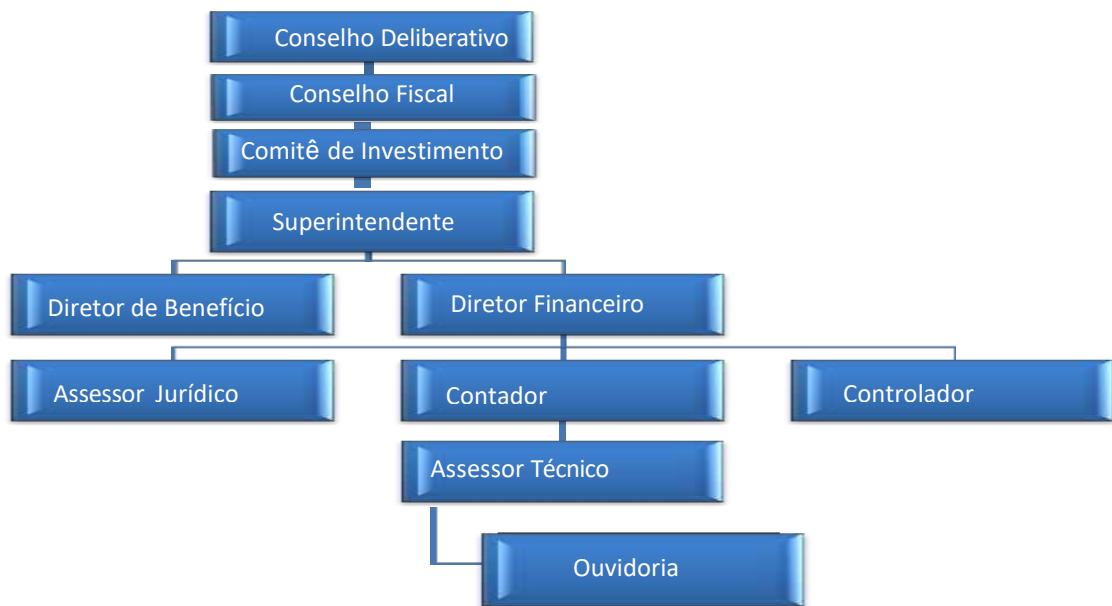 Conselho Deliberativo
Conselho Fiscal
Comitê de Investimento
Superintendente
Diretor de Benefício
Diretor Financeiro
Assessor Jurídico
Contador
Controlador
Assessor Técnico
Ouvidoria